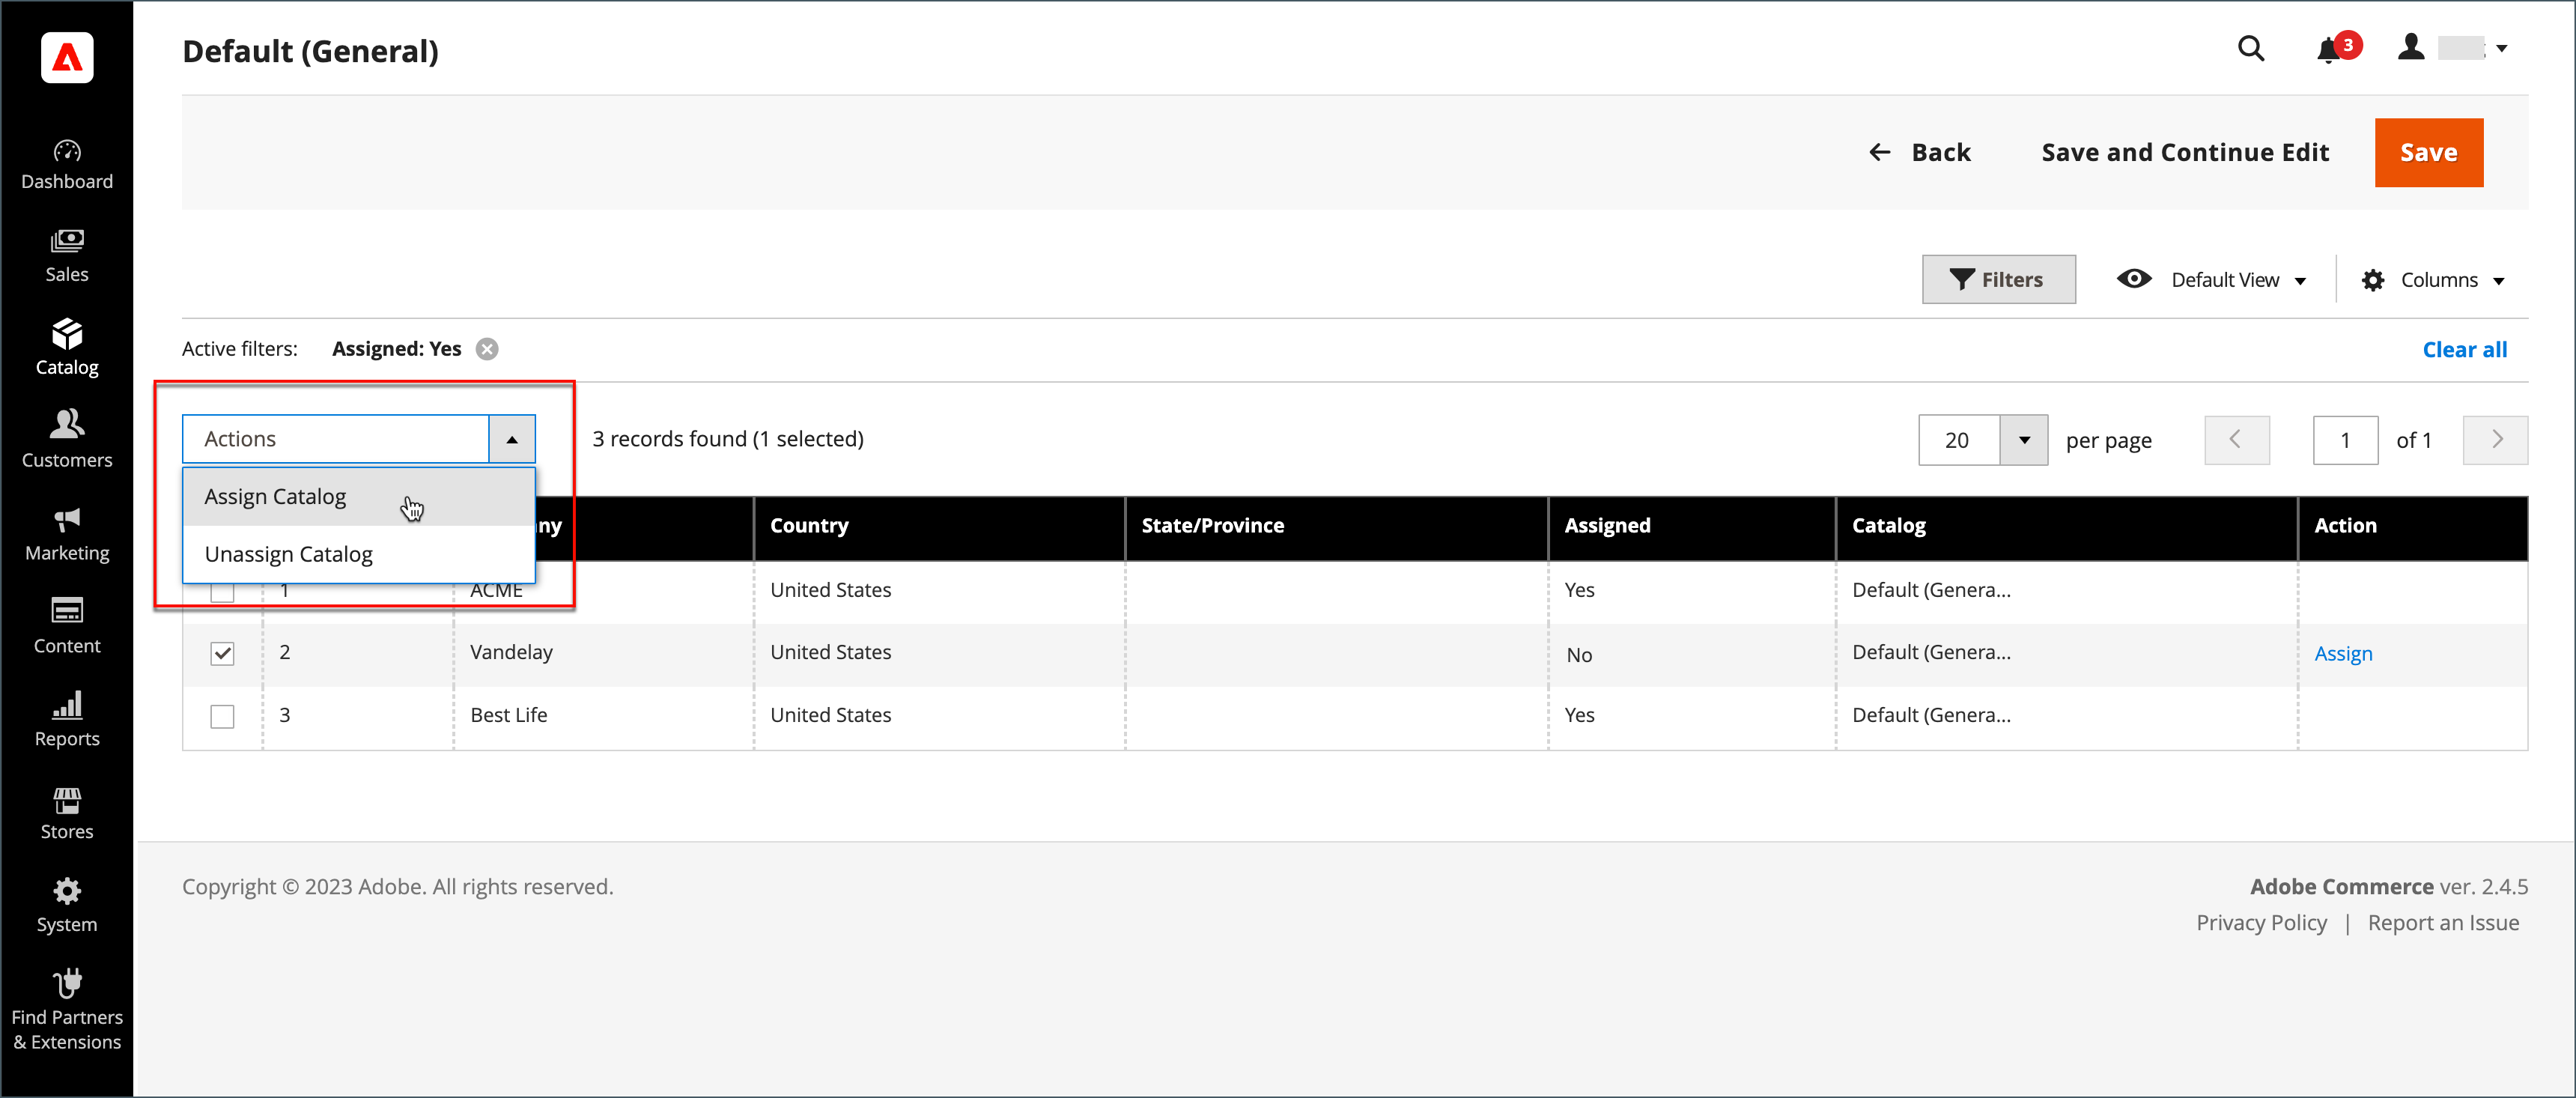 Default (General)
3
Back
Save and Continue Edit
Save
Dashboard
Sales
Catalog
Customers
Marketing
Content
Reports
Stores
System
Find Partners
& Extensions
Filters
Default View
Columns
Active filters: Assigned: Yes
Clear all
Actions
Assign Catalog
Unassign Catalog
3 records found (1 selected)
20 per page
1 of 1
ny Country State/Province Assigned Catalog Action
1 ACME United States Yes Default (Genera...
2 Vandelay United States No Default (Genera... Assign
3 Best Life United States Yes Default (Genera...
Copyright © 2023 Adobe. All rights reserved.
Adobe Commerce ver. 2.4.5
Privacy Policy | Report an Issue